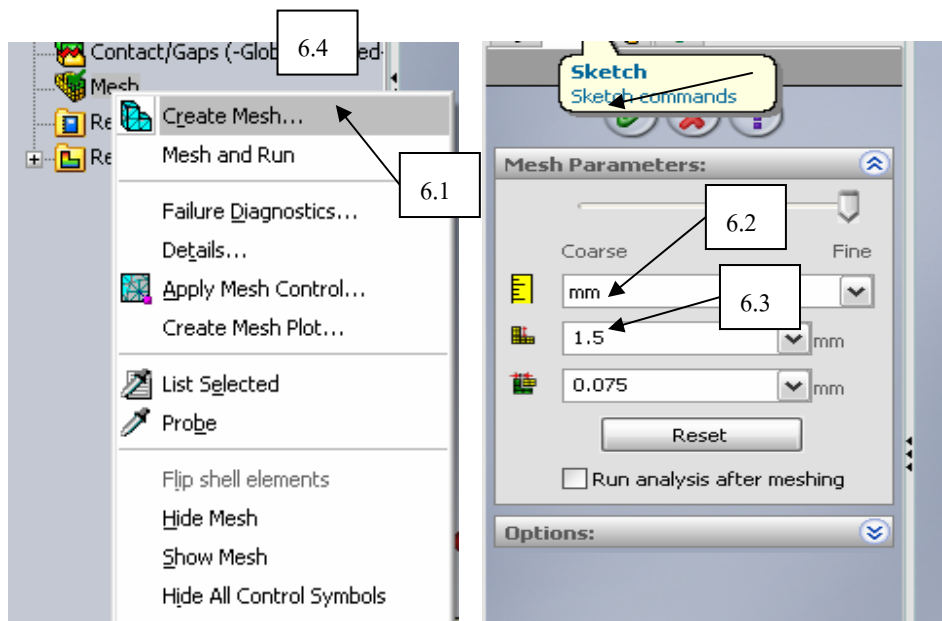 6.4
Contact/Gaps (-Glob ed-
Mesh
Re
Re
Create Mesh...
Mesh and Run
6.1
Failure Diagnostics...
Details...
Apply Mesh Control...
Create Mesh Plot...
List Selected
Probe
Flip shell elements
Hide Mesh
Show Mesh
Hide All Control Symbols
Sketch
Sketch commands
Mesh Parameters:
6.2
Coarse Fine
mm
6.3
1.5 mm
0.075 mm
Reset
Run analysis after meshing
Options: